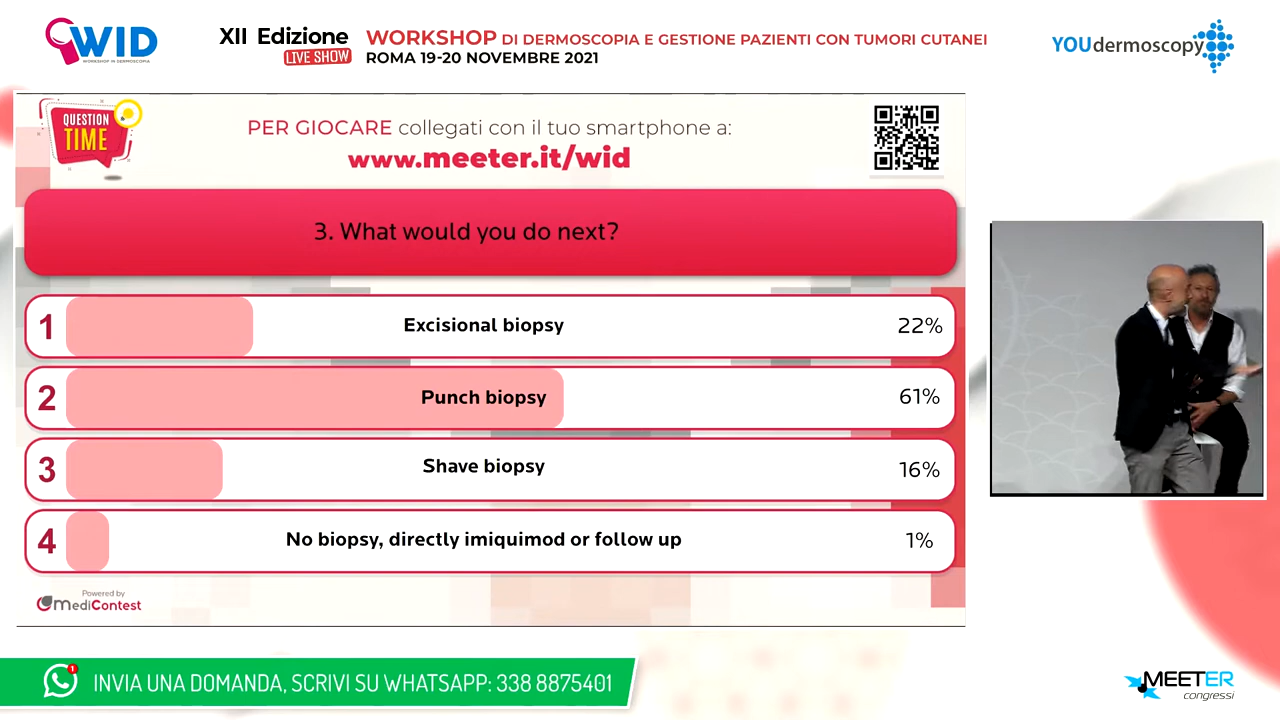 WID
WORKSHOP IN DERMOSCOPIA
XII Edizione
LIVE SHOW
WORKSHOP DI DERMOSCOPIA E GESTIONE PAZIENTI CON TUMORI CUTANEI
ROMA 19-20 NOVEMBRE 2021
YOUdermoscopy
QUESTION
TIME
PER GIOCARE collegati con il tuo smartphone a:
www.meeter.it/wid
3. What would you do next?
1 Excisional biopsy 22%
2 Punch biopsy 61%
3 Shave biopsy 16%
4 No biopsy, directly imiquimod or follow up 1%
Powered by
mediContest
1
INVIA UNA DOMANDA, SCRIVI SU WHATSAPP: 338 8875401
MEETER
congressi